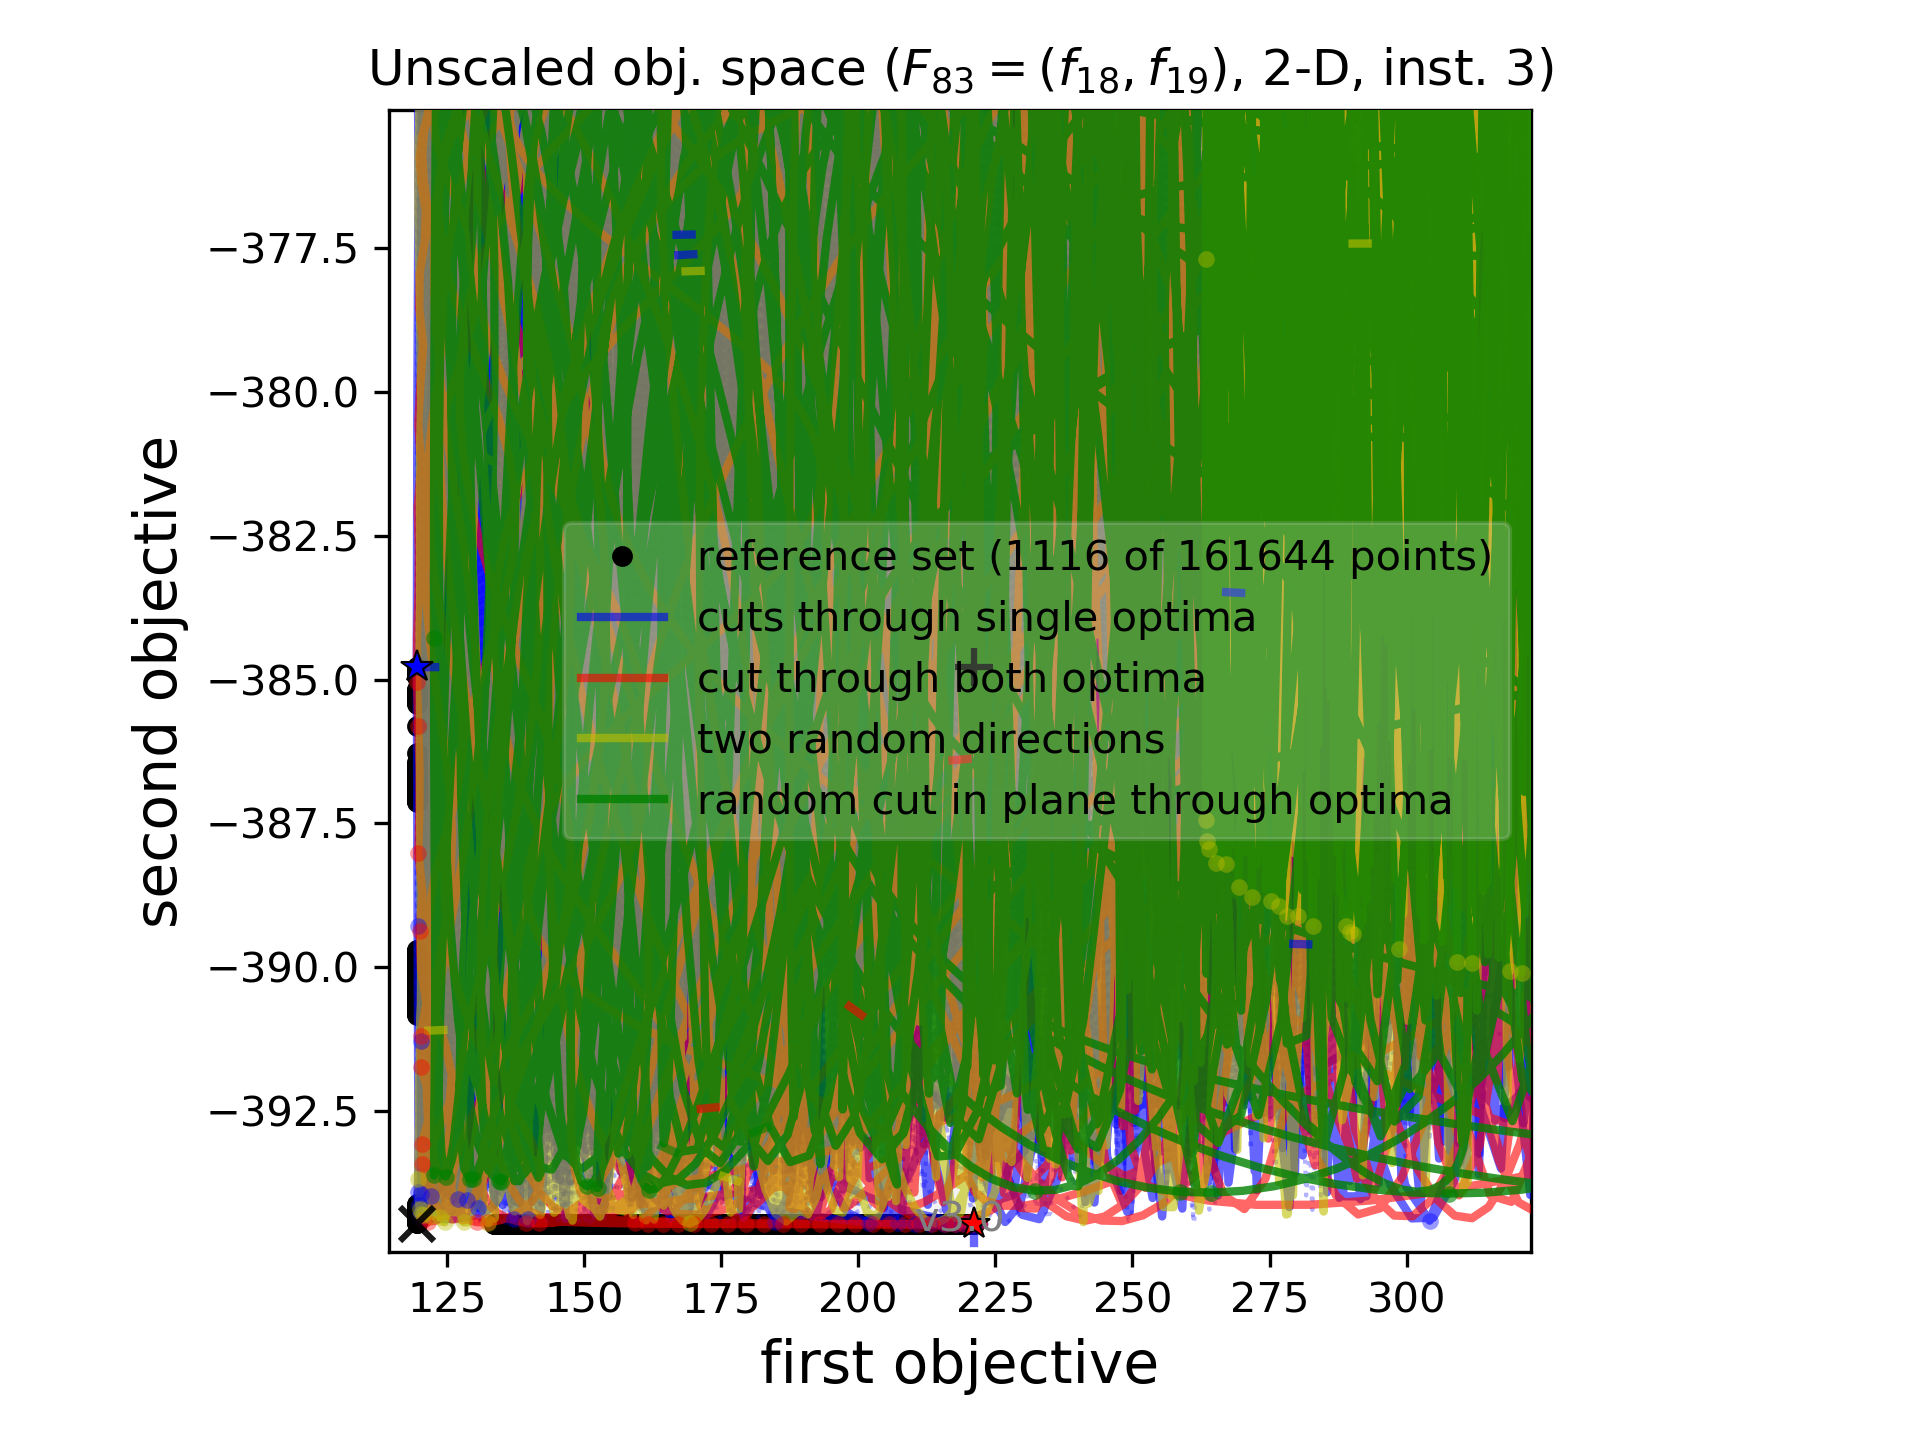 Unscaled obj. space (F83 = (f18, f19), 2-D, inst. 3)
−377.5
−380.0
−382.5
−385.0
−387.5
−390.0
−392.5
second objective
reference set (1116 of 161644 points)
cuts through single optima
cut through both optima
two random directions
random cut in plane through optima
v3.0
125 150 175 200 225 250 275 300
first objective